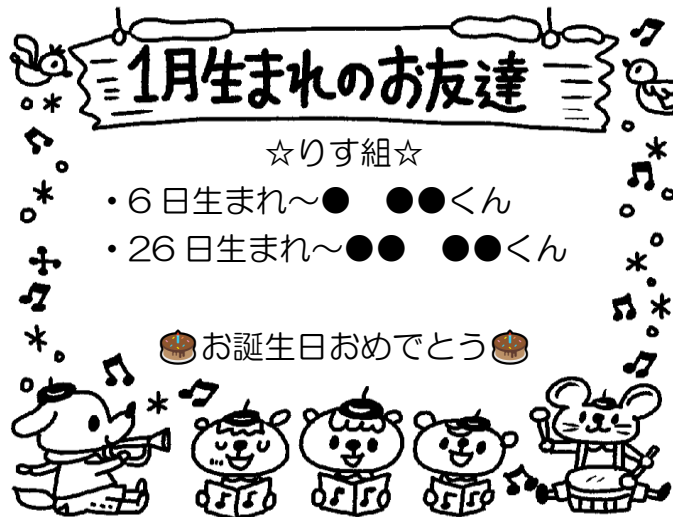 1月生まれのお友達
☆りす組☆
・6日生まれ～●　●●くん
・26日生まれ～●●　●●くん
🎂お誕生日おめでとう🎂